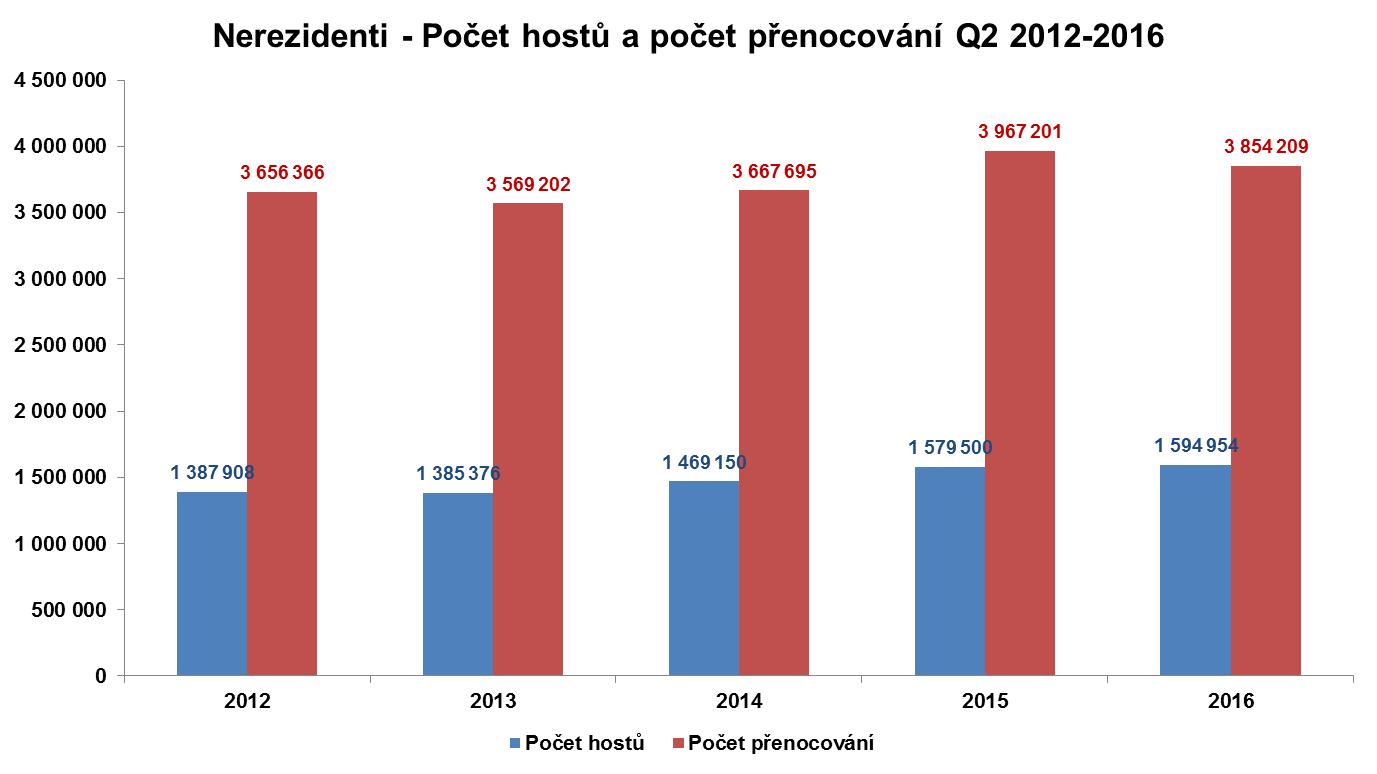 Nerezidenti - Počet hostů a počet přenocování Q2 2012-2016
4 500 000
4 000 000
3 500 000
3 000 000
2 500 000
2 000 000
1 500 000
1 000 000
500 000
0
3 656 366
3 569 202
3 667 695
3 967 201
3 854 209
1 387 908
1 385 376
1 469 150
1 579 500
1 594 954
2012
2013
2014
2015
2016
Počet hostů
Počet přenocování